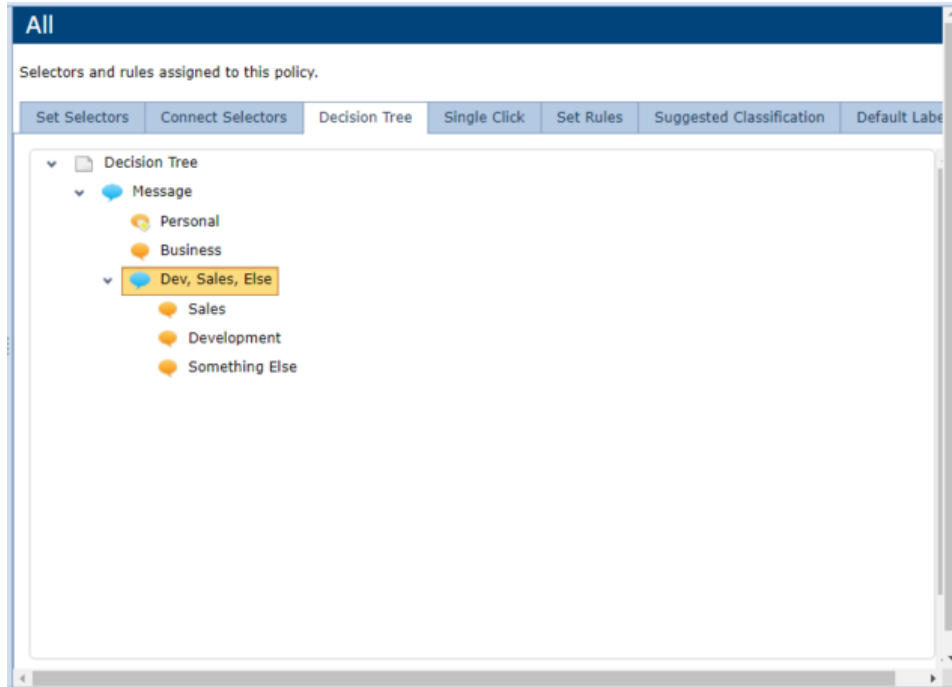 All
Selectors and rules assigned to this policy.
Set Selectors Connect Selectors Decision Tree Single Click Set Rules Suggested Classification Default Labe
Decision Tree
Message
Personal
Business
Dev, Sales, Else
Sales
Development
Something Else